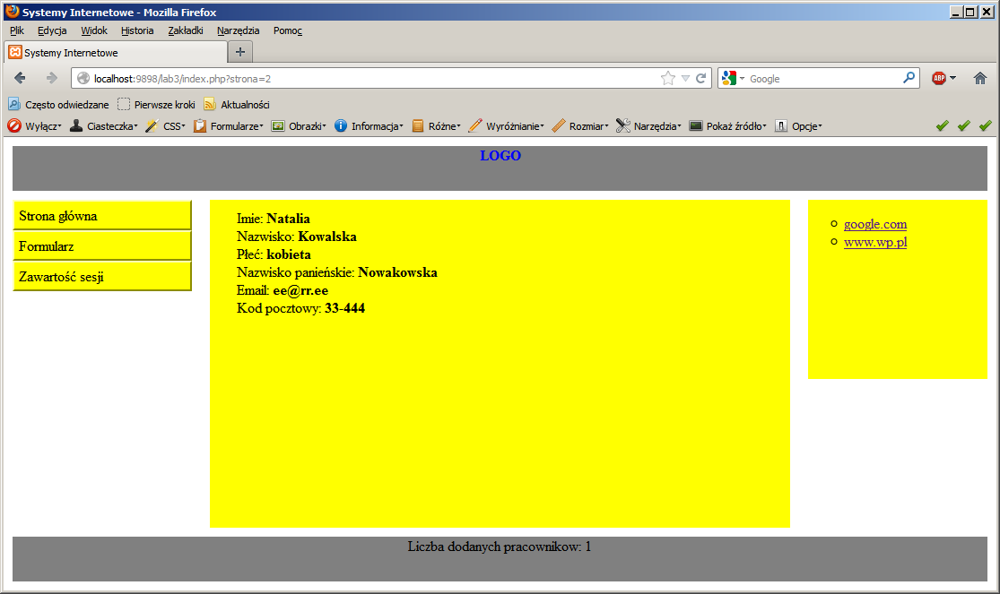 Systemy Internetowe - Mozilla Firefox
Plik Edycja Widok Historia Zakładki Narzędzia Pomoc
Systemy Internetowe
localhost:9898/lab3/index.php?strona=2
Google
ABP
Często odwiedzane Pierwsze kroki Aktualności
Wyłącz Ciasteczka CSS Formularze Obrazki Informacja Różne Wyróżnianie Rozmiar Narzędzia Pokaż źródło Opcje
LOGO
Strona główna
Formularz
Zawartość sesji
Imie: Natalia
Nazwisko: Kowalska
Płeć: kobieta
Nazwisko panieńskie: Nowakowska
Email: ee@rr.ee
Kod pocztowy: 33-444
google.com
www.wp.pl
Liczba dodanych pracownikow: 1